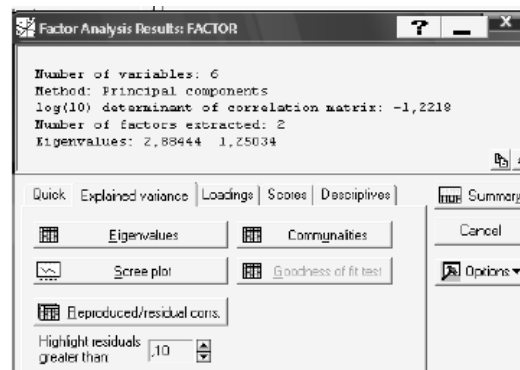 Factor Analysis Results: FACTOR
Number of variables: 6
Method: Principal components
log(10) determinant of correlation matrix: -1,2218
Number of factors extracted: 2
Eigenvalues: 2,88444 1,25034
Quick Explained variance Loadings Scores Descriptives
Summary
Eigenvalues Communalities
Cancel
Scree plot Goodness of fit test
Options
Reproduced/residual corrs.
Highlight residuals
greater than: ,10